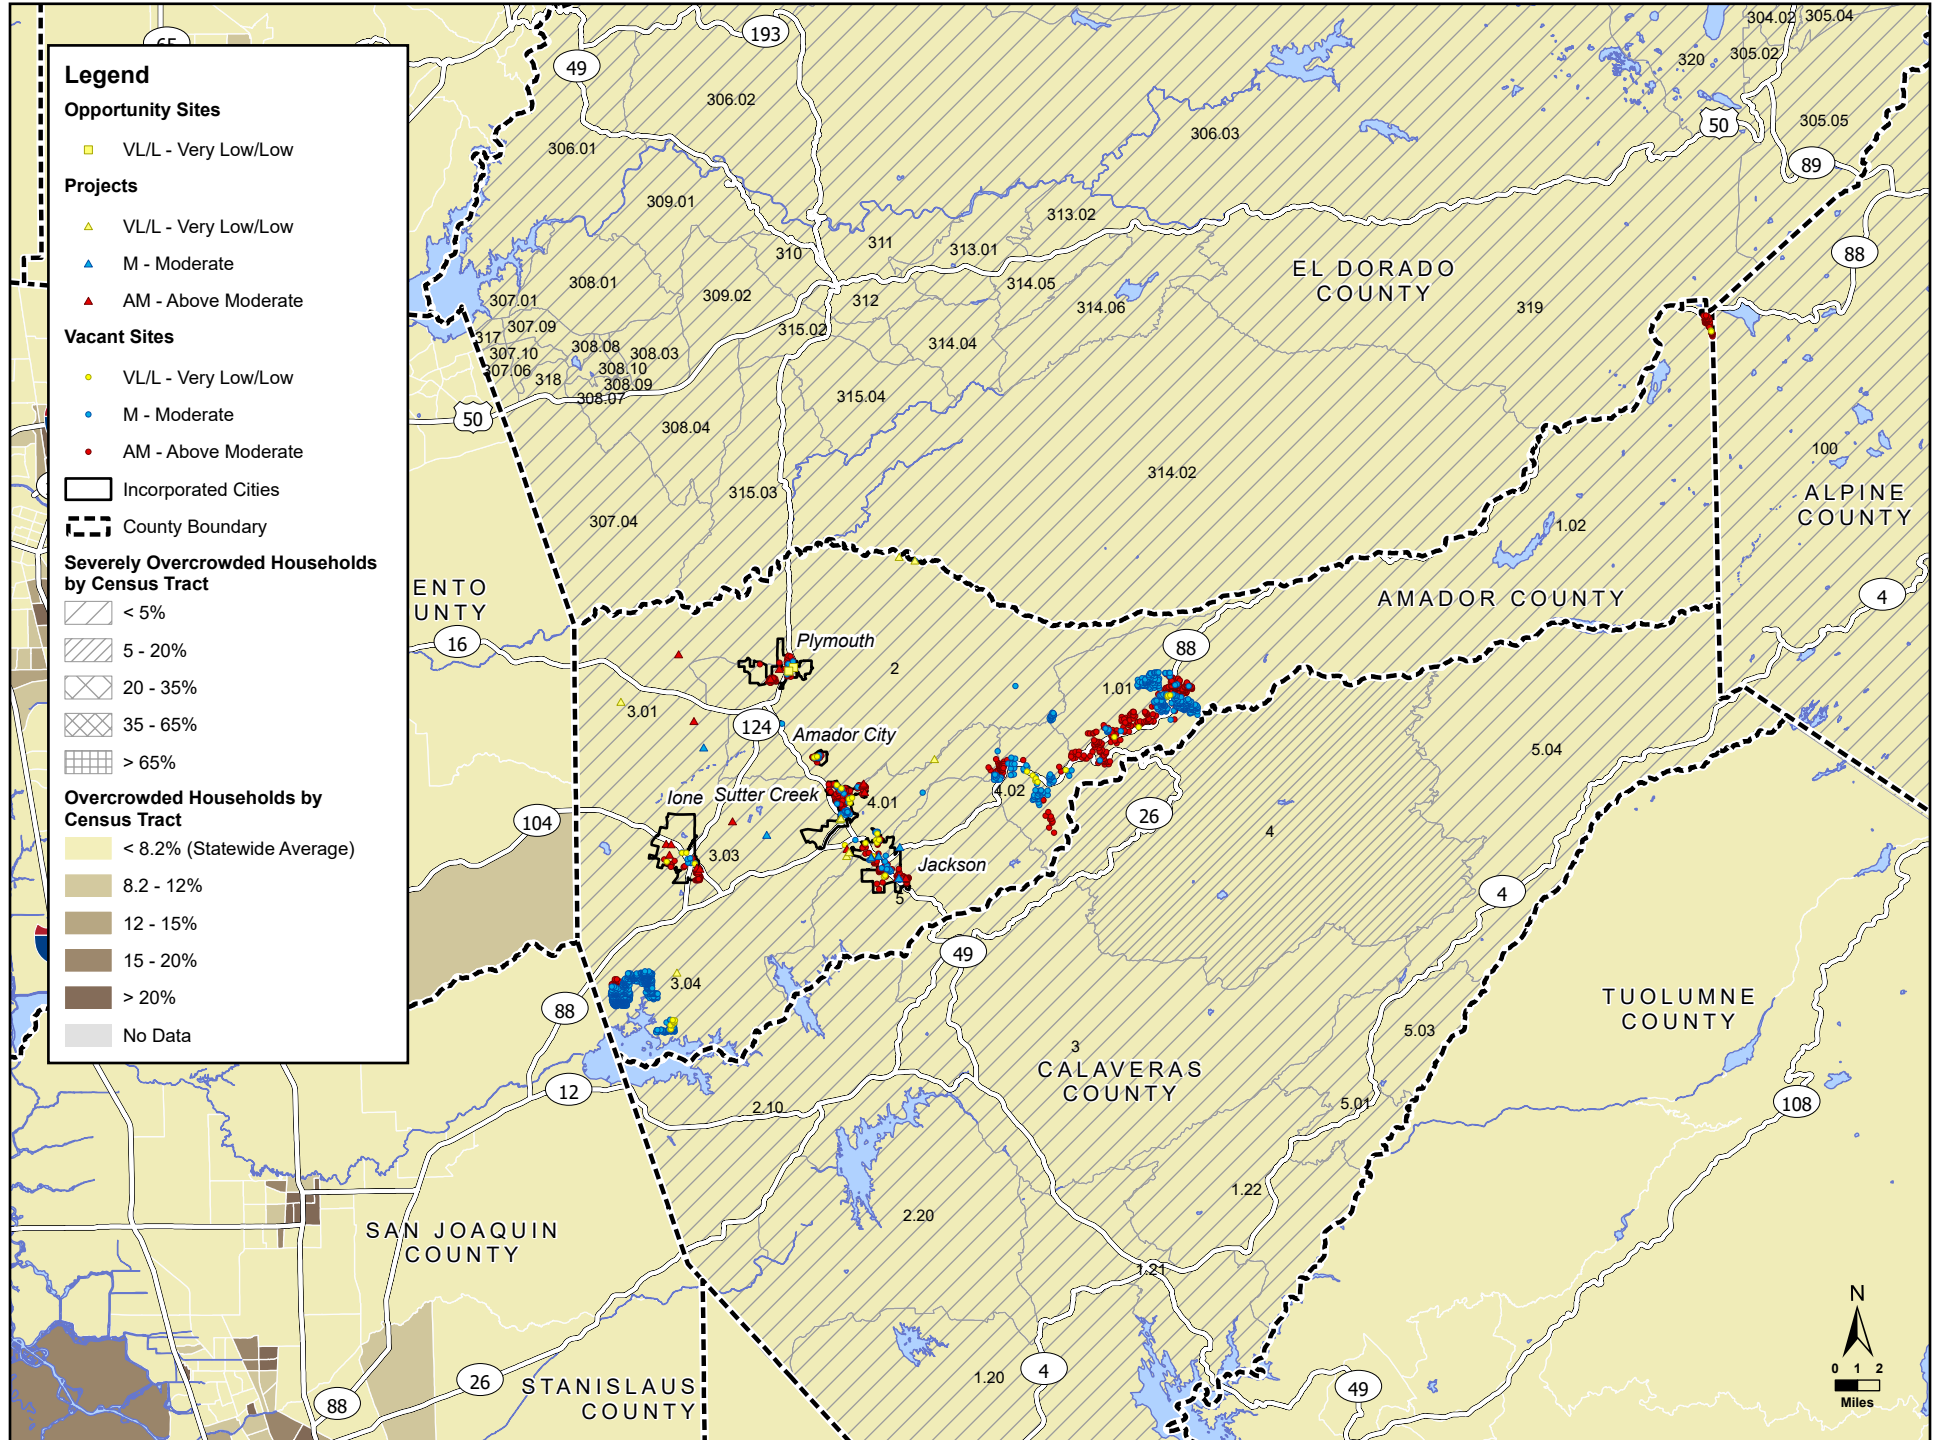 Legend
Opportunity Sites
VL/L - Very Low/Low
Projects
VL/L - Very Low/Low
M - Moderate
AM - Above Moderate
Vacant Sites
VL/L - Very Low/Low
M - Moderate
AM - Above Moderate
Incorporated Cities
County Boundary
Severely Overcrowded Households
by Census Tract
< 5%
5 - 20%
20 - 35%
35 - 65%
> 65%
Overcrowded Households by
Census Tract
< 8.2% (Statewide Average)
8.2 - 12%
12 - 15%
15 - 20%
> 20%
No Data
65
49
193
304.02
305.04
305.02
320
50
305.05
89
306.02
306.03
306.01
309.01
313.02
311
313.01
310
88
EL DORADO
COUNTY
308.01
309.02
312
314.05
314.06
319
307.01
307.09
317
315.02
307.10
308.08
308.03
314.04
307.06
318
308.10
308.09
308.07
315.04
50
308.04
314.02
100
315.03
307.04
ALPINE
COUNTY
1.02
ENTO
UNTY
16
AMADOR COUNTY
4
Plymouth
2
88
1.01
3.01
124
Amador City
5.04
Ione
Sutter Creek
4.01
4.02
26
104
4
3.03
Jackson
5
4
49
3.04
88
TUOLUMNE
COUNTY
5.03
3
CALAVERAS
COUNTY
12
2.10
5.01
108
1.22
2.20
SAN JOAQUIN
COUNTY
1.21
N
4
1.20
26
STANISLAUS
COUNTY
88
49
0 1 2
Miles